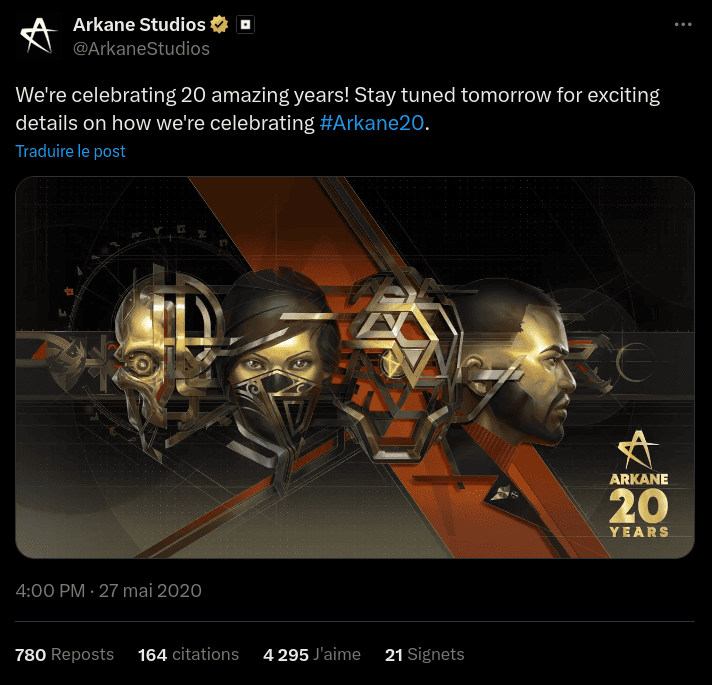 Arkane Studios
@ArkaneStudios
We're celebrating 20 amazing years! Stay tuned tomorrow for exciting
details on how we're celebrating #Arkane20.
Traduire le post
ARKANE
20
YEARS
4:00 PM · 27 mai 2020
780 Reposts 164 citations 4 295 J'aime 21 Signets